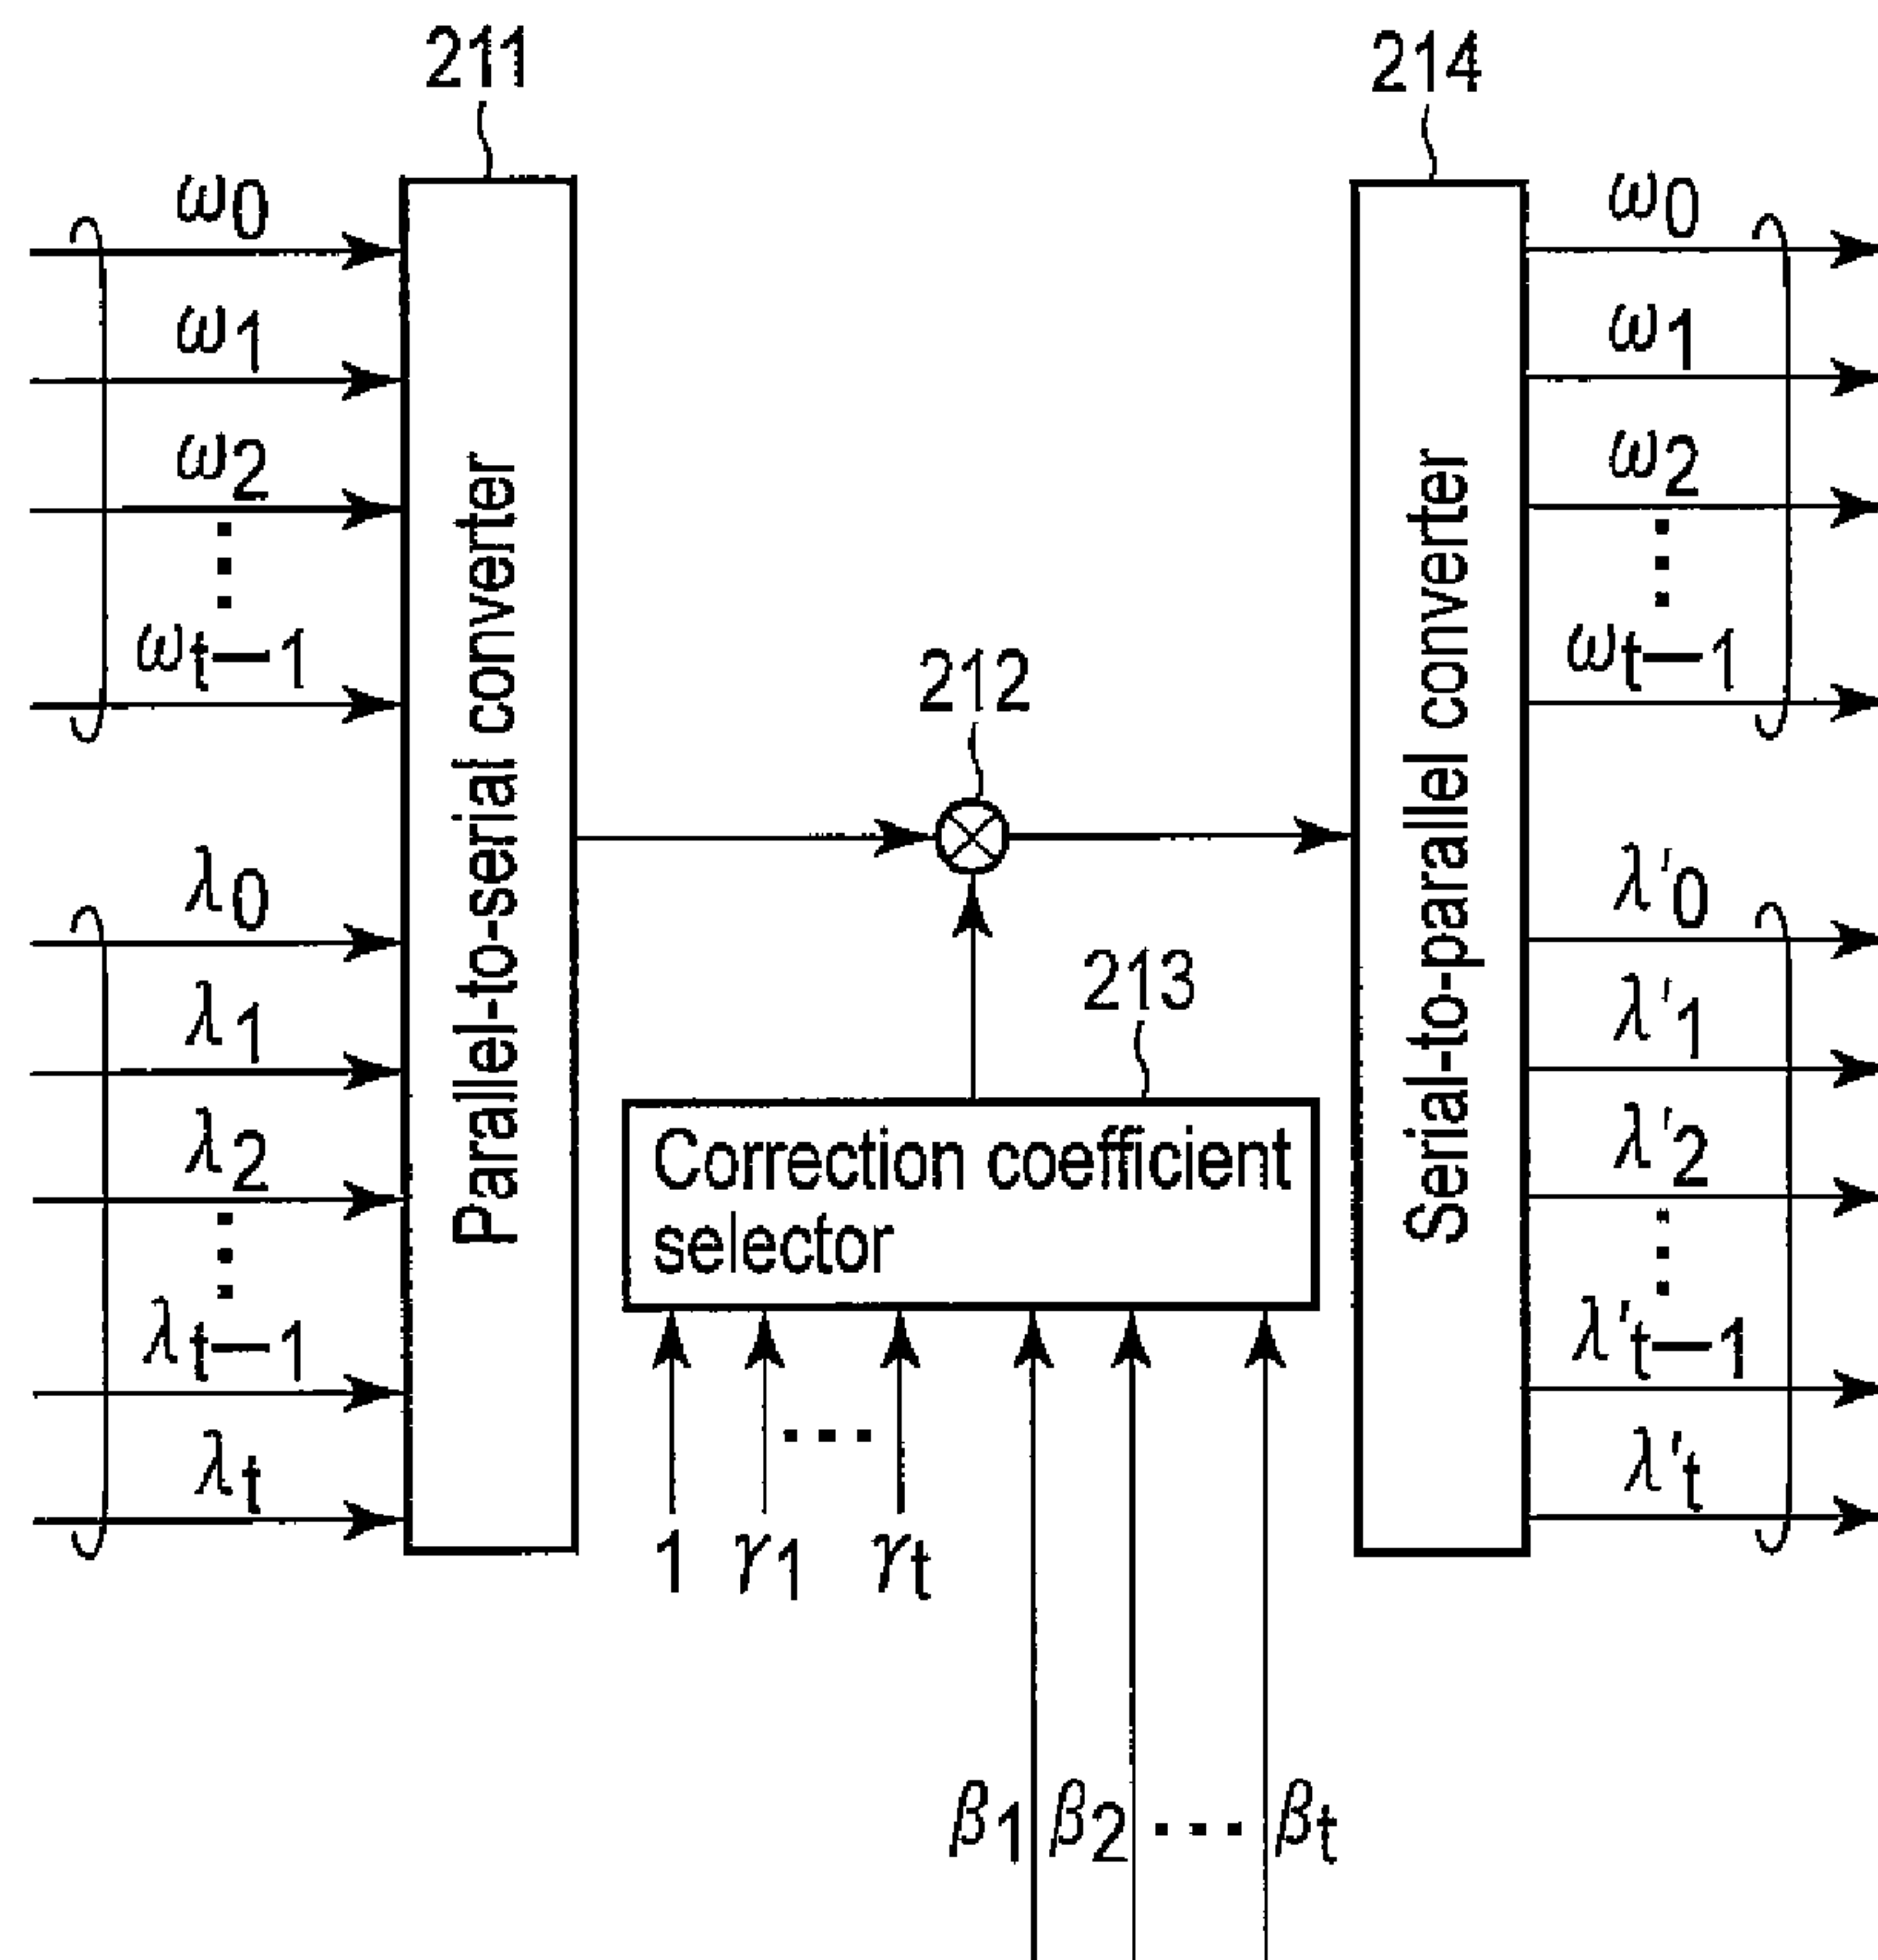 211
214
ω0
ω1
ω2
⋮
ωt−1
λ0
λ1
λ2
⋮
λt−1
λt
Parallel-to-serial converter
212
213
Correction coefficient
selector
1 γ1 ⋯ γt
β1 β2 ⋯ βt
Serial-to-parallel converter
ω0
ω1
ω2
⋮
ωt−1
λ'0
λ'1
λ'2
⋮
λ't−1
λ't